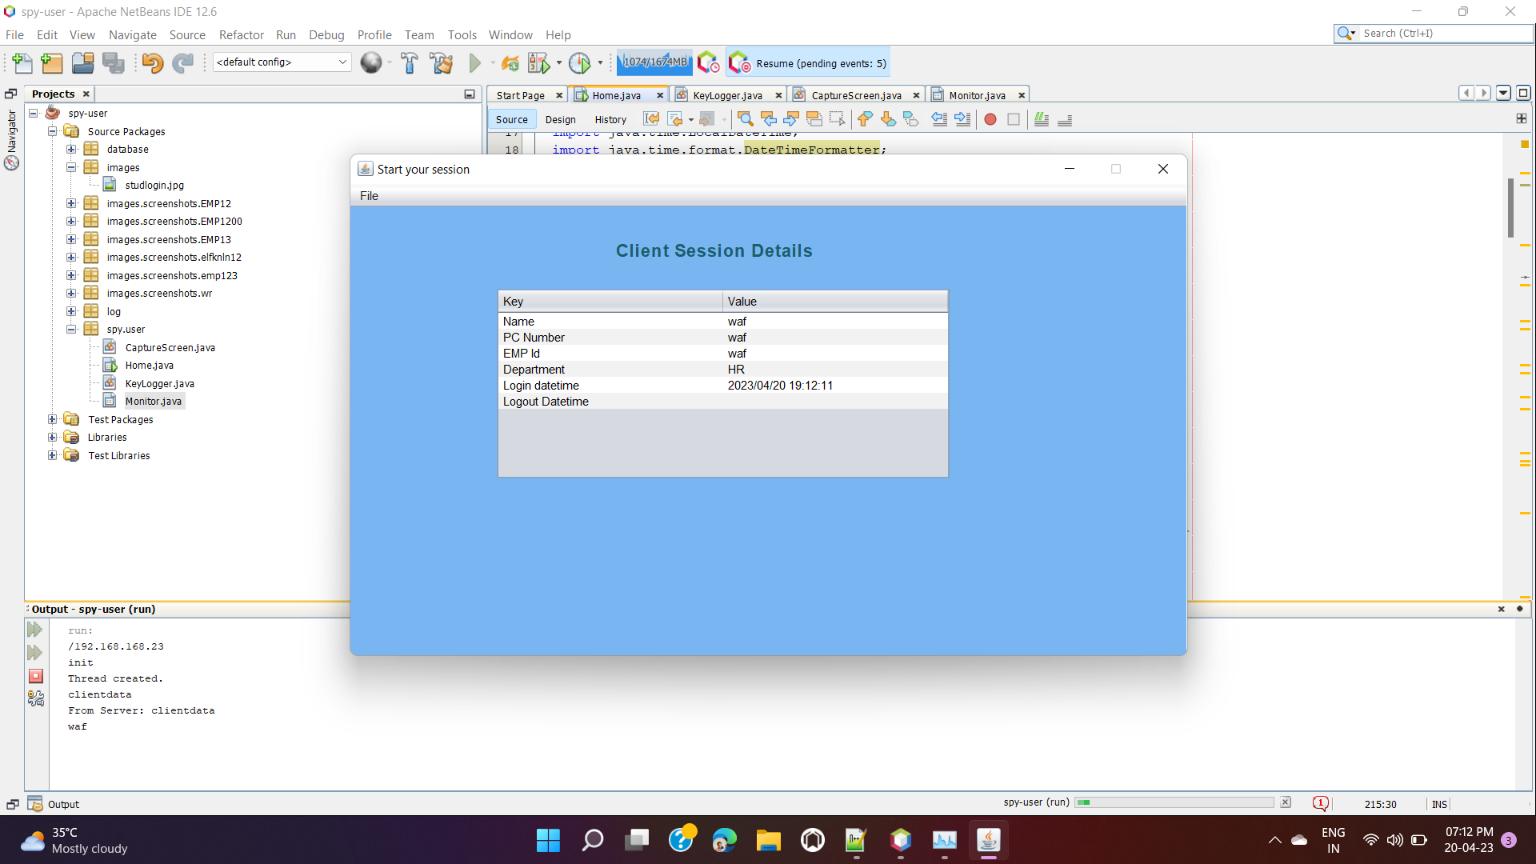 spy-user - Apache NetBeans IDE 12.6
File Edit View Navigate Source Refactor Run Debug Profile Team Tools Window Help
Search (Ctrl+I)
<default config>
1074/1674MB
Resume (pending events: 5)
Projects
Start Page
Home.java
KeyLogger.java
CaptureScreen.java
Monitor.java
Navigator
Source Design History
17 import java.time.LocalDateTime;
18 import java.time.format.DateTimeFormatter;
spy-user
Source Packages
database
images
studlogin.jpg
images.screenshots.EMP12
images.screenshots.EMP1200
images.screenshots.EMP13
images.screenshots.elfknln12
images.screenshots.emp123
images.screenshots.wr
log
spy.user
CaptureScreen.java
Home.java
KeyLogger.java
Monitor.java
Test Packages
Libraries
Test Libraries
Start your session
File
Client Session Details
Key Value
Name waf
PC Number waf
EMP Id waf
Department HR
Login datetime 2023/04/20 19:12:11
Logout Datetime
Output - spy-user (run)
run:
/192.168.168.23
init
Thread created.
clientdata
From Server: clientdata
waf
Output
spy-user (run)
1
215:30
INS
35°C
Mostly cloudy
ENG
IN
07:12 PM
20-04-23
3